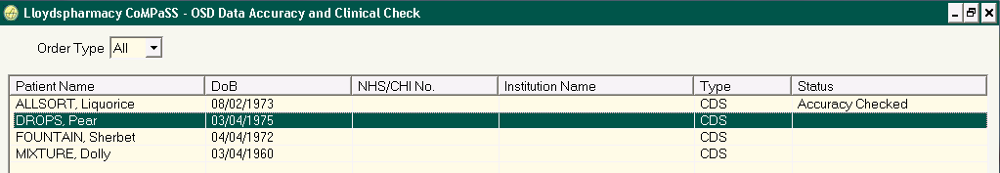 Lloydspharmacy CoMPaSS - OSD Data Accuracy and Clinical Check
Order Type All
Patient Name DoB NHS/CHI No. Institution Name Type Status
ALLSORT, Liquorice 08/02/1973 CDS Accuracy Checked
DROPS, Pear 03/04/1975 CDS
FOUNTAIN, Sherbet 04/04/1972 CDS
MIXTURE, Dolly 03/04/1960 CDS